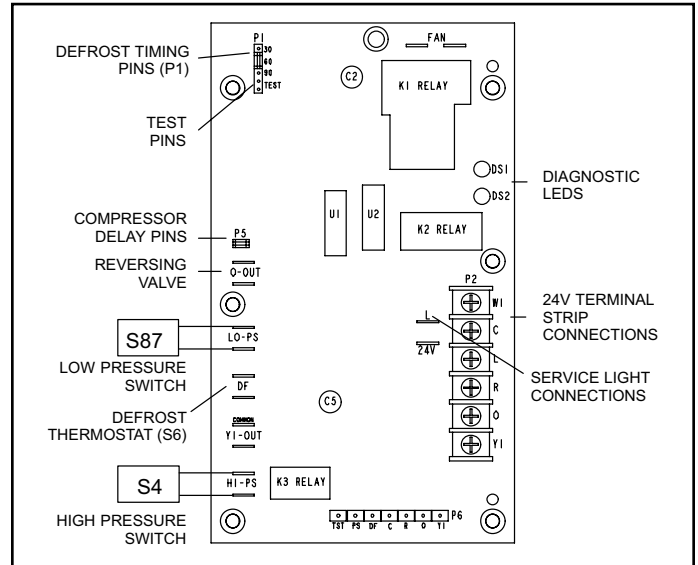 DEFROST TIMING
PINS (P1)
P1
30
60
90
TEST
TEST
PINS
FAN
C2
K1 RELAY
DS1
DS2
DIAGNOSTIC
LEDS
U1
U2
K2 RELAY
COMPRESSOR
DELAY PINS
P5
REVERSING
VALVE
O-OUT
P2
W1
C
L
R
O
Y1
24V TERMINAL
STRIP
CONNECTIONS
L
24V
SERVICE LIGHT
CONNECTIONS
S87
LO-PS
LOW PRESSURE
SWITCH
DF
DEFROST
THERMOSTAT (S6)
C5
COMMON
Y1-OUT
S4
HI-PS
K3 RELAY
HIGH PRESSURE
SWITCH
TST PS DF C R O Y1
P6